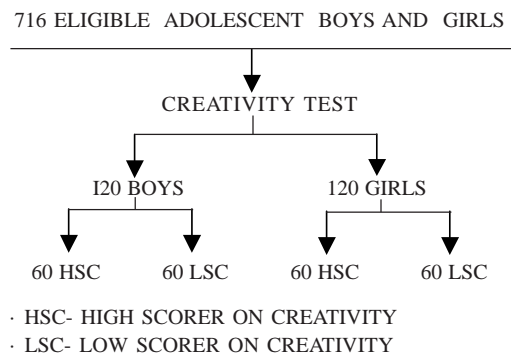 716 ELIGIBLE ADOLESCENT BOYS AND GIRLS
CREATIVITY TEST
I20 BOYS 120 GIRLS
60 HSC 60 LSC 60 HSC 60 LSC
· HSC- HIGH SCORER ON CREATIVITY
· LSC- LOW SCORER ON CREATIVITY